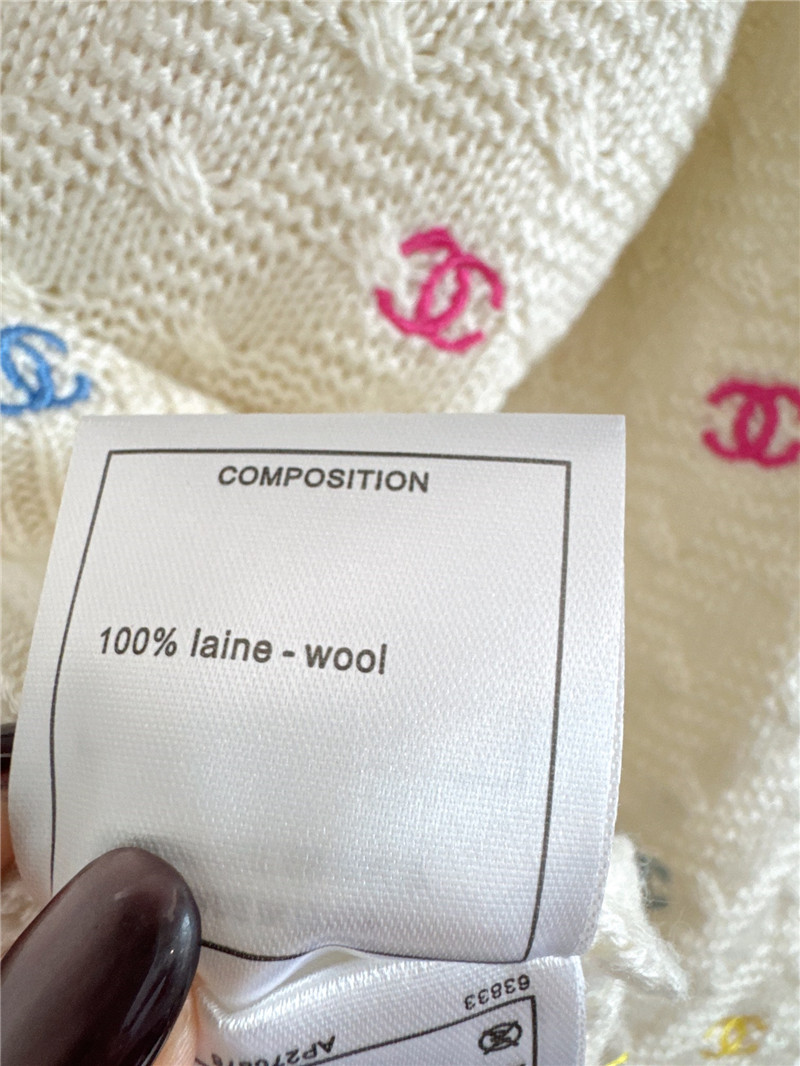 COMPOSITION
100% laine - wool
63833